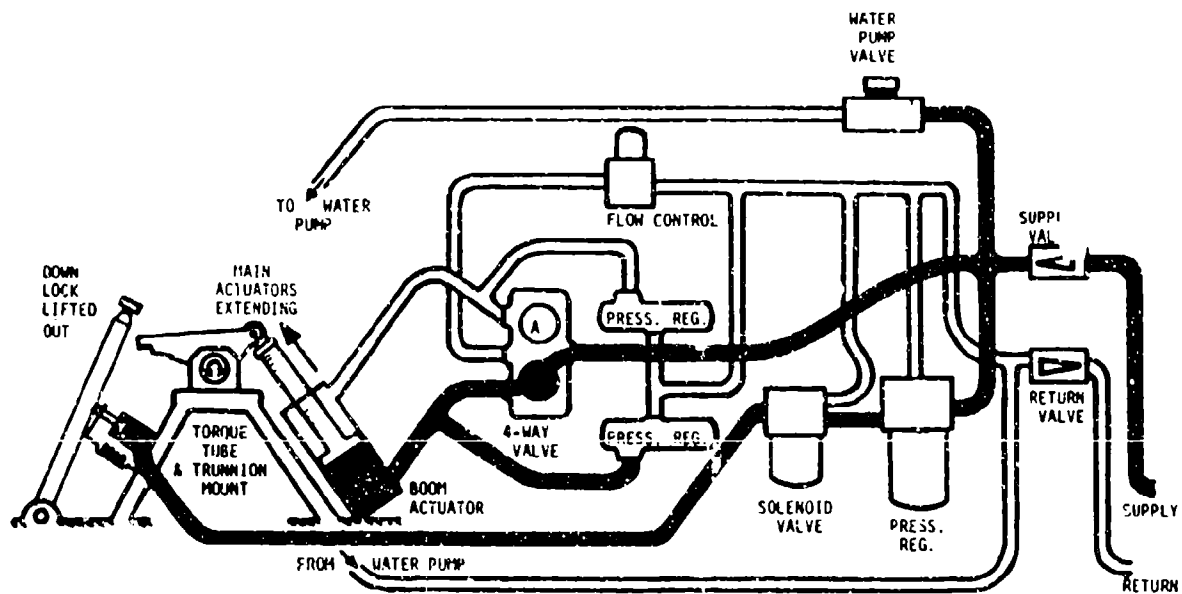 WATER
PUMP
VALVE
TO WATER
PUMP
FLOW CONTROL
SUPPL
VAL
DOWN
LOCK
LIFTED
OUT
MAIN
ACTUATORS
EXTENDING
A
PRESS. REG.
TORQUE
TUBE
& TRUNNION
MOUNT
4-WAY
VALVE
PRESS. REG.
RETURN
VALVE
BOOM
ACTUATOR
SOLENOID
VALVE
PRESS.
REG.
SUPPLY
FROM WATER PUMP
RETURN